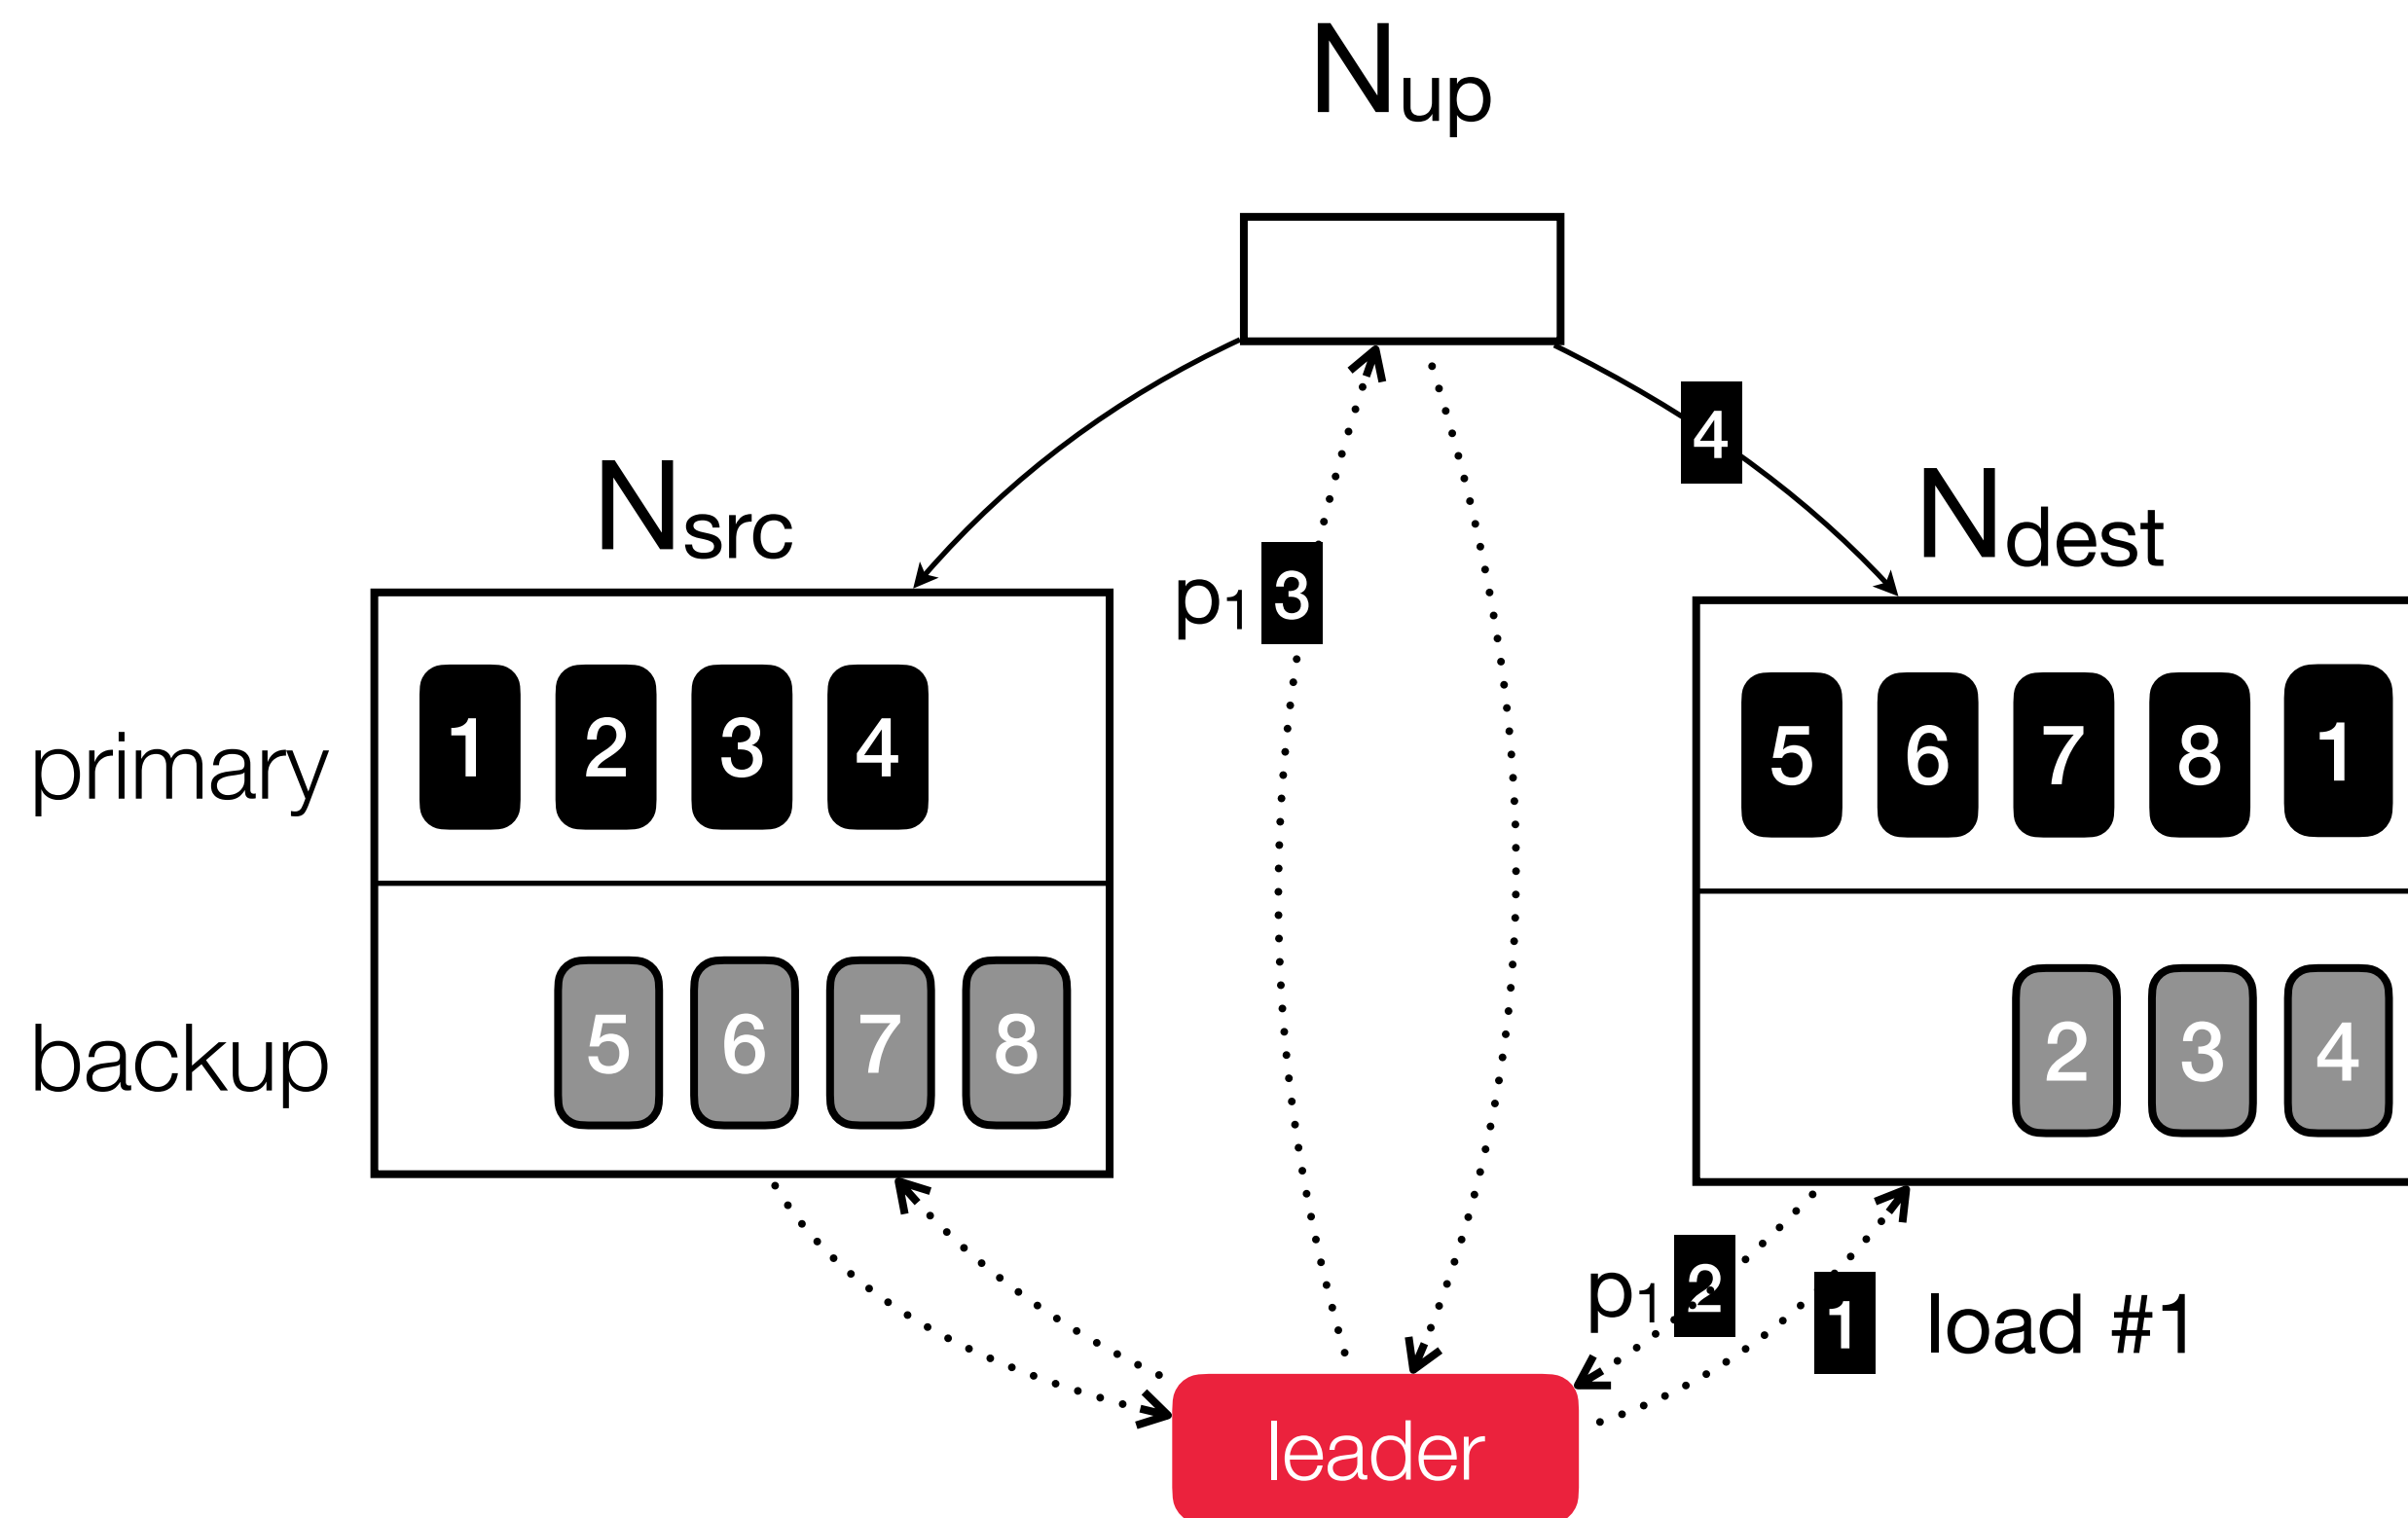 Nup
4
Nsrc
Ndest
p1 3
primary
1 2 3 4
5 6 7 8 1
backup
5 6 7 8
2 3 4
p1 2
1 load #1
leader